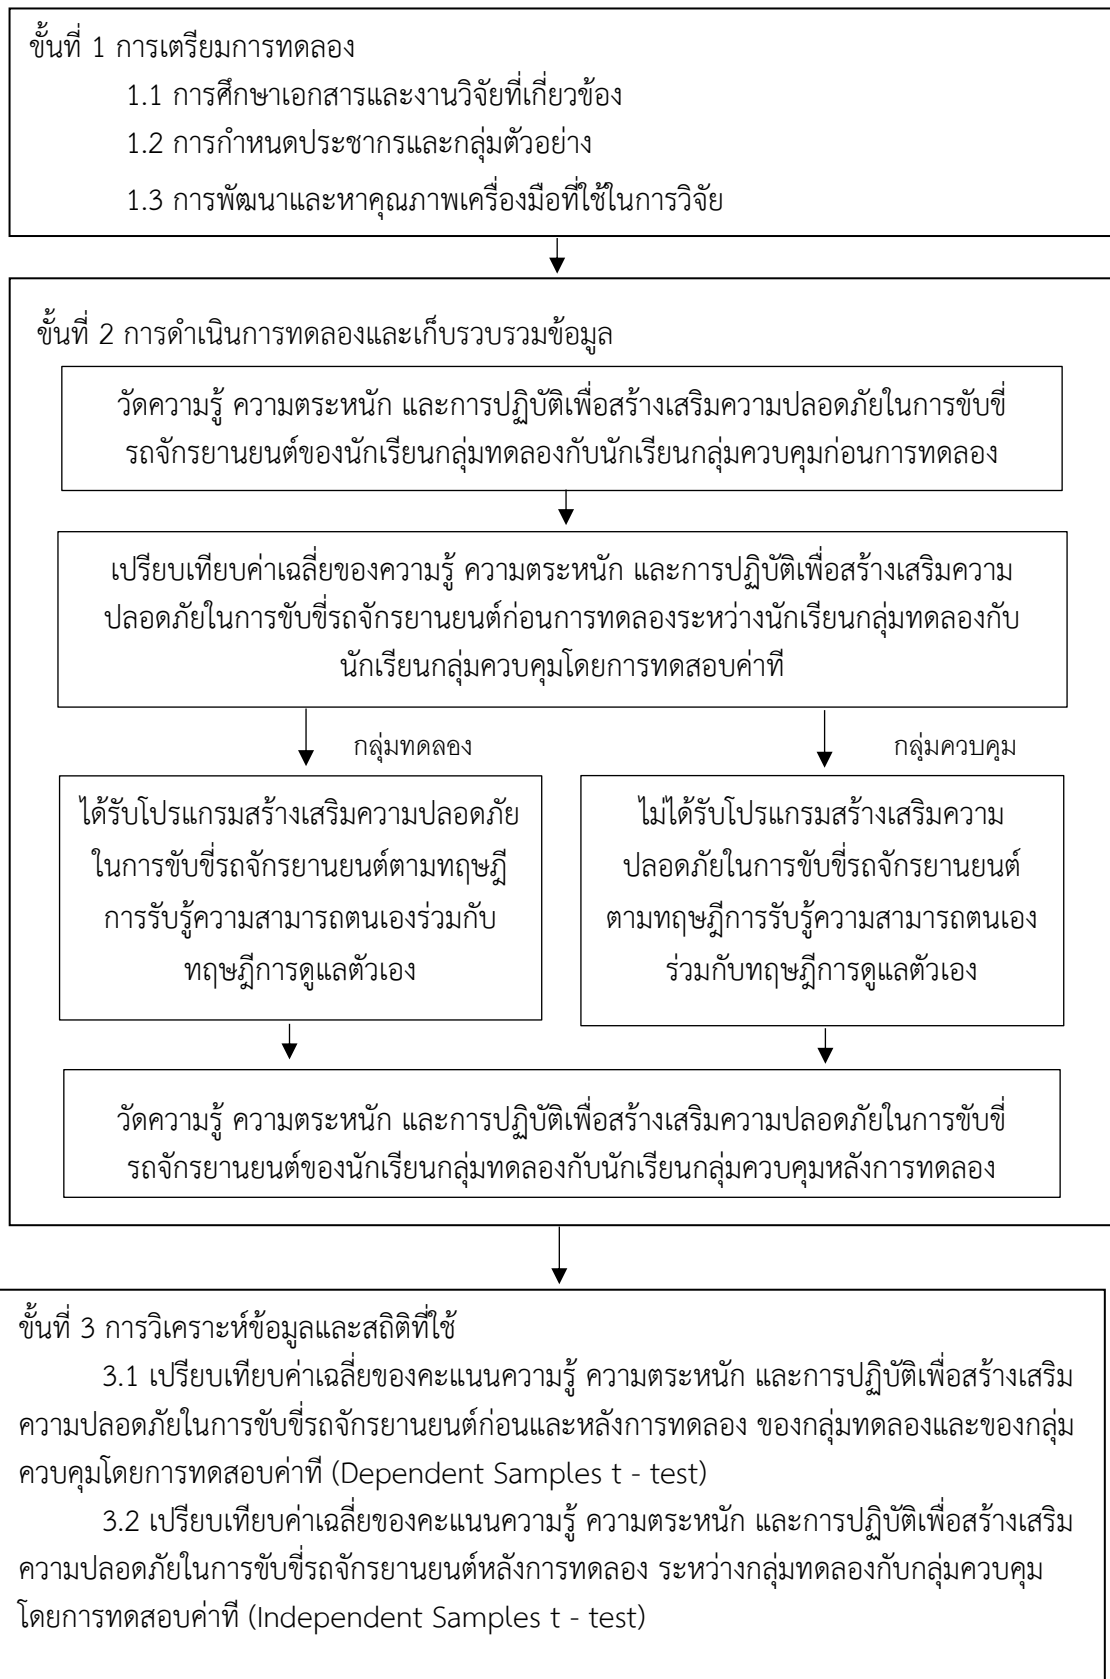 ขั้นที่ 1 การเตรียมการทดลอง
1.1 การศึกษาเอกสารและงานวิจัยที่เกี่ยวข้อง
1.2 การกำหนดประชากรและกลุ่มตัวอย่าง
1.3 การพัฒนาและหาคุณภาพเครื่องมือที่ใช้ในการวิจัย
ขั้นที่ 2 การดำเนินการทดลองและเก็บรวบรวมข้อมูล
วัดความรู้ ความตระหนัก และการปฏิบัติเพื่อสร้างเสริมความปลอดภัยในการขับขี่
รถจักรยานยนต์ของนักเรียนกลุ่มทดลองกับนักเรียนกลุ่มควบคุมก่อนการทดลอง
เปรียบเทียบค่าเฉลี่ยของความรู้ ความตระหนัก และการปฏิบัติเพื่อสร้างเสริมความ
ปลอดภัยในการขับขี่รถจักรยานยนต์ก่อนการทดลองระหว่างนักเรียนกลุ่มทดลองกับ
นักเรียนกลุ่มควบคุมโดยการทดสอบค่าที
กลุ่มทดลอง
ได้รับโปรแกรมสร้างเสริมความปลอดภัย
ในการขับขี่รถจักรยานยนต์ตามทฤษฎี
การรับรู้ความสามารถตนเองร่วมกับ
ทฤษฎีการดูแลตัวเอง
กลุ่มควบคุม
ไม่ได้รับโปรแกรมสร้างเสริมความ
ปลอดภัยในการขับขี่รถจักรยานยนต์
ตามทฤษฎีการรับรู้ความสามารถตนเอง
ร่วมกับทฤษฎีการดูแลตัวเอง
วัดความรู้ ความตระหนัก และการปฏิบัติเพื่อสร้างเสริมความปลอดภัยในการขับขี่
รถจักรยานยนต์ของนักเรียนกลุ่มทดลองกับนักเรียนกลุ่มควบคุมหลังการทดลอง
ขั้นที่ 3 การวิเคราะห์ข้อมูลและสถิติที่ใช้
3.1 เปรียบเทียบค่าเฉลี่ยของคะแนนความรู้ ความตระหนัก และการปฏิบัติเพื่อสร้างเสริม
ความปลอดภัยในการขับขี่รถจักรยานยนต์ก่อนและหลังการทดลอง ของกลุ่มทดลองและของกลุ่ม
ควบคุมโดยการทดสอบค่าที (Dependent Samples t - test)
3.2 เปรียบเทียบค่าเฉลี่ยของคะแนนความรู้ ความตระหนัก และการปฏิบัติเพื่อสร้างเสริม
ความปลอดภัยในการขับขี่รถจักรยานยนต์หลังการทดลอง ระหว่างกลุ่มทดลองกับกลุ่มควบคุม
โดยการทดสอบค่าที (Independent Samples t - test)